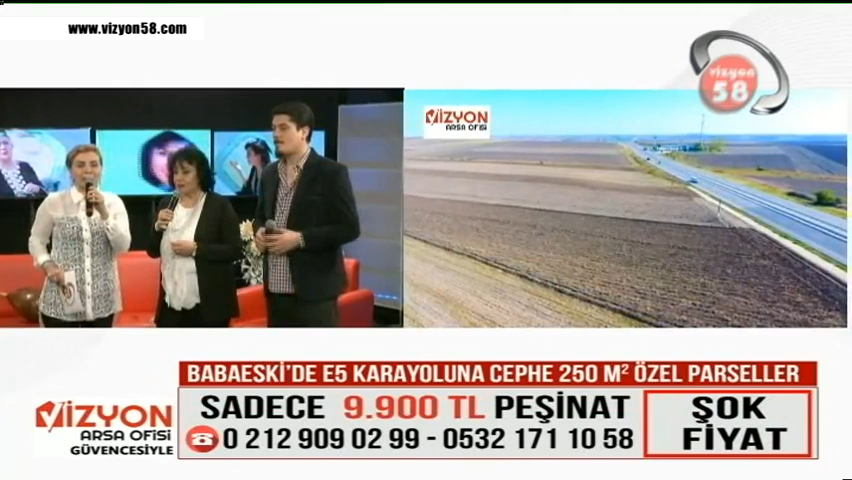 www.vizyon58.com
vizyon
58
VİZYON
ARSA OFİSİ
BABAESKİ'DE E5 KARAYOLUNA CEPHE 250 M² ÖZEL PARSELLER
SADECE 9.900 TL PEŞİNAT
ŞOK
FİYAT
0 212 909 02 99 - 0532 171 10 58
VİZYON
ARSA OFİSİ
GÜVENCESİYLE